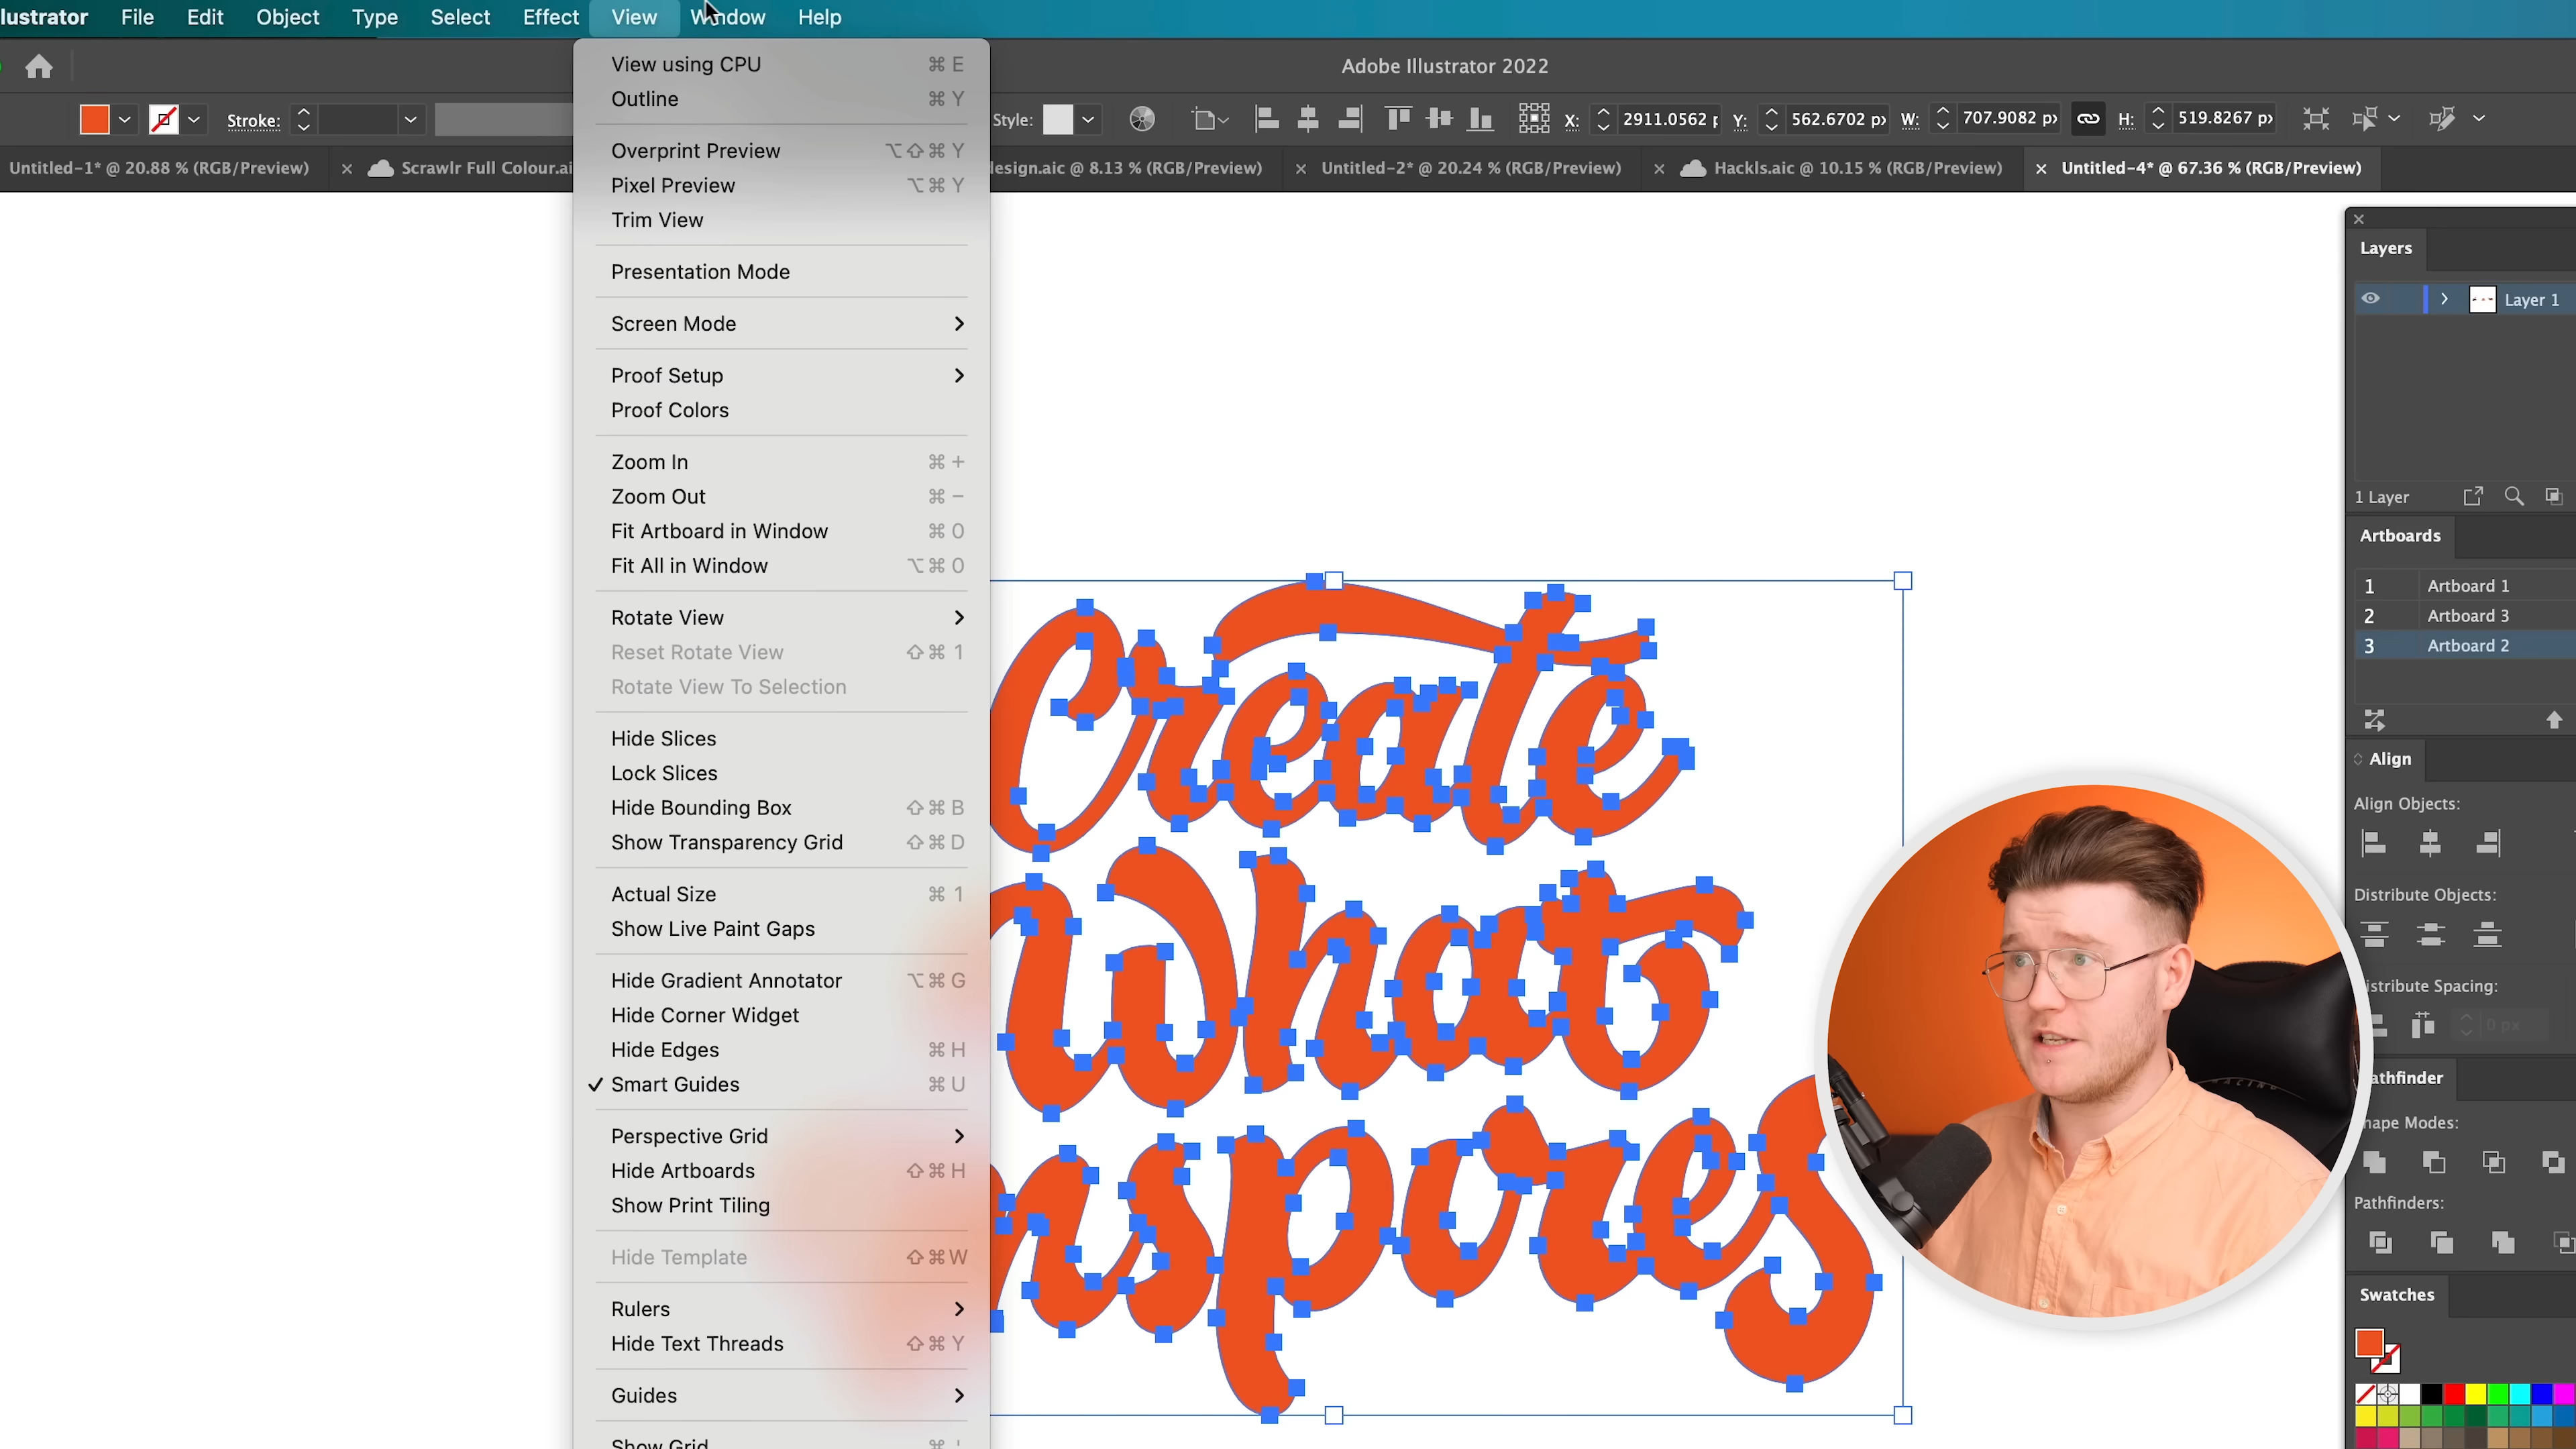 llustrator File Edit Object Type Select Effect View Window Help
Adobe Illustrator 2022
Stroke: Style: X: 2911.0562 p Y: 562.6702 px W: 707.9082 px H: 519.8267 px
Untitled-1* @ 20.88 % (RGB/Preview) × Scrawlr Full Colour.ai esign.aic @ 8.13 % (RGB/Preview) × Untitled-2* @ 20.24 % (RGB/Preview) × Hackls.aic @ 10.15 % (RGB/Preview) × Untitled-4* @ 67.36 % (RGB/Preview)
View using CPU ⌘ E
Outline ⌘ Y
Overprint Preview ⌥⇧⌘ Y
Pixel Preview ⌥⌘ Y
Trim View
Presentation Mode
Screen Mode
Proof Setup
Proof Colors
Zoom In ⌘ +
Zoom Out ⌘ −
Fit Artboard in Window ⌘ 0
Fit All in Window ⌥⌘ 0
Rotate View
Reset Rotate View ⇧⌘ 1
Rotate View To Selection
Hide Slices
Lock Slices
Hide Bounding Box ⇧⌘ B
Show Transparency Grid ⇧⌘ D
Actual Size ⌘ 1
Show Live Paint Gaps
Hide Gradient Annotator ⌥⌘ G
Hide Corner Widget
Hide Edges ⌘ H
✓ Smart Guides ⌘ U
Perspective Grid
Hide Artboards ⇧⌘ H
Show Print Tiling
Hide Template ⇧⌘W
Rulers
Hide Text Threads ⇧⌘ Y
Guides
Show Grid ⌘ '
Create
What
Inspires
Layers
Layer 1
1 Layer
Artboards
1 Artboard 1
2 Artboard 3
3 Artboard 2
Align
Align Objects:
Distribute Objects:
istribute Spacing:
0 px
athfinder
hape Modes:
Pathfinders:
Swatches